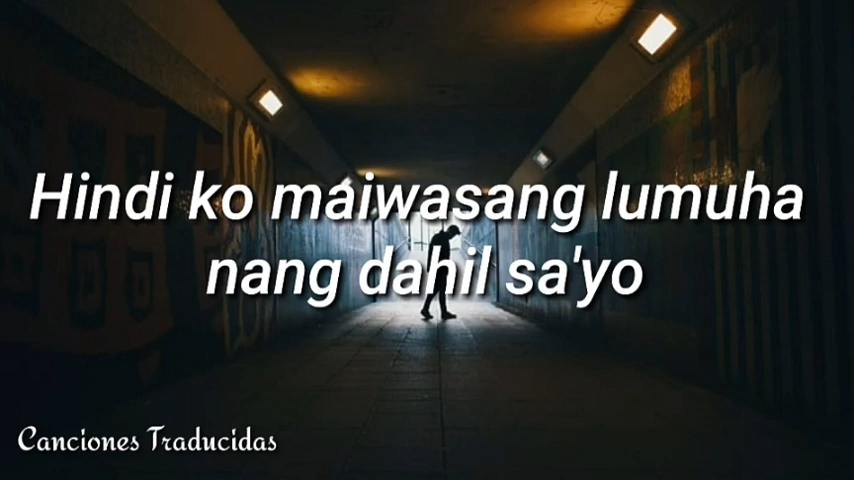 Hindi ko maiwasang lumuha
nang dahil sa'yo
Canciones Traducidas